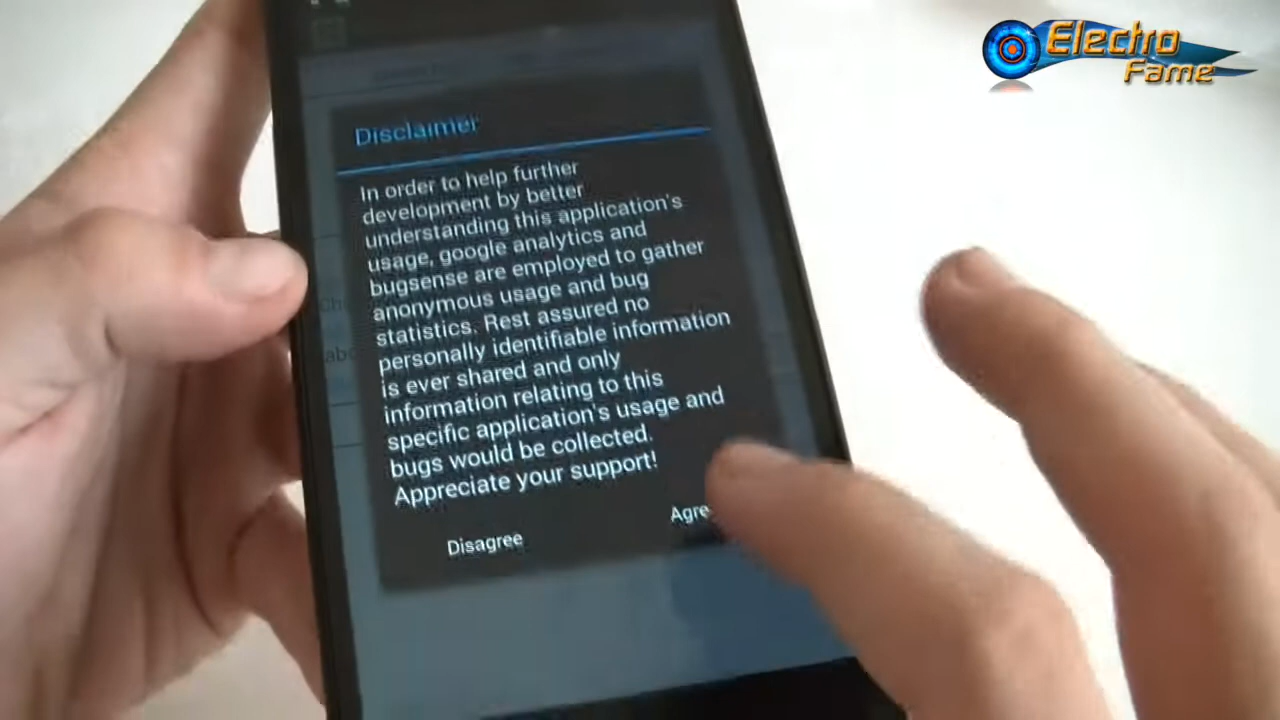 Electro
Fame
Disclaimer
In order to help further
development by better
understanding this application's
usage, google analytics and
bugsense are employed to gather
anonymous usage and bug
statistics. Rest assured no
personally identifiable information
is ever shared and only
information relating to this
specific application's usage and
bugs would be collected.
Appreciate your support!
Disagree
Agre